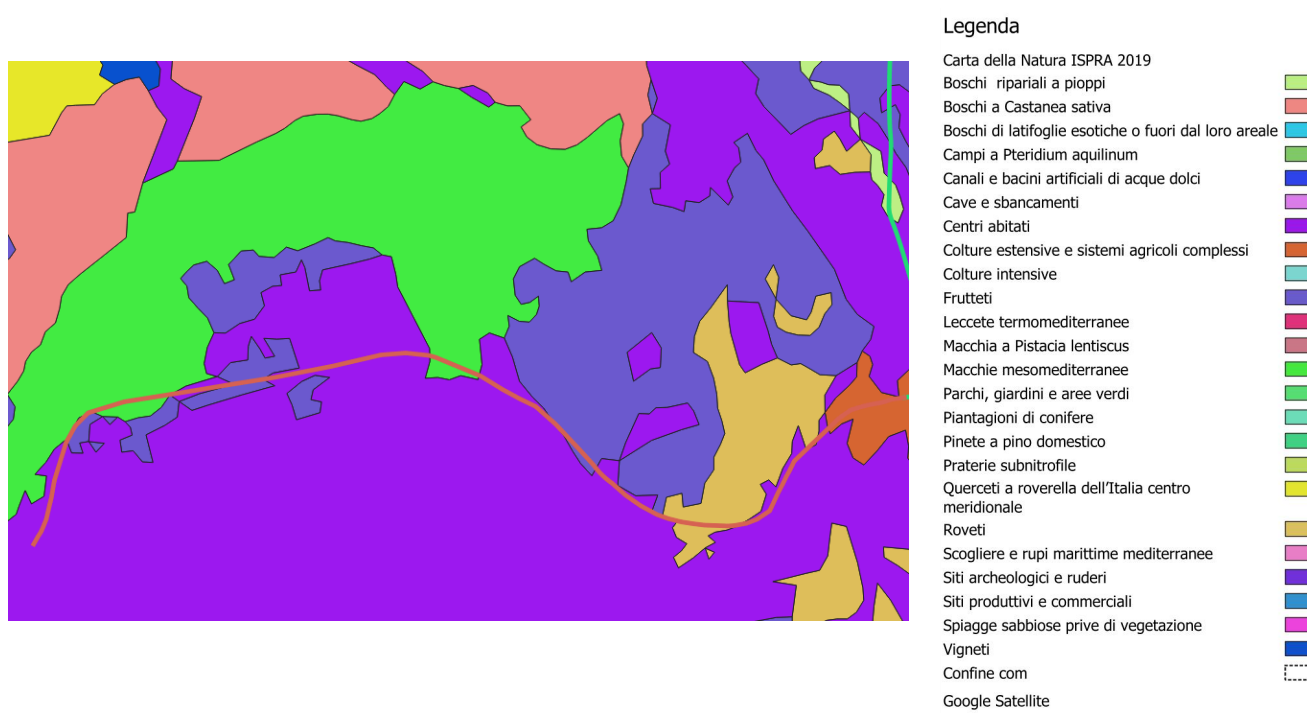 Legenda
Carta della Natura ISPRA 2019
Boschi  ripariali a pioppi
Boschi a Castanea sativa
Boschi di latifoglie esotiche o fuori dal loro areale
Campi a Pteridium aquilinum
Canali e bacini artificiali di acque dolci
Cave e sbancamenti
Centri abitati
Colture estensive e sistemi agricoli complessi
Colture intensive
Frutteti
Leccete termomediterranee
Macchia a Pistacia lentiscus
Macchie mesomediterranee
Parchi, giardini e aree verdi
Piantagioni di conifere
Pinete a pino domestico
Praterie subnitrofile
Querceti a roverella dell'Italia centro
meridionale
Roveti
Scogliere e rupi marittime mediterranee
Siti archeologici e ruderi
Siti produttivi e commerciali
Spiagge sabbiose prive di vegetazione
Vigneti
Confine com
Google Satellite